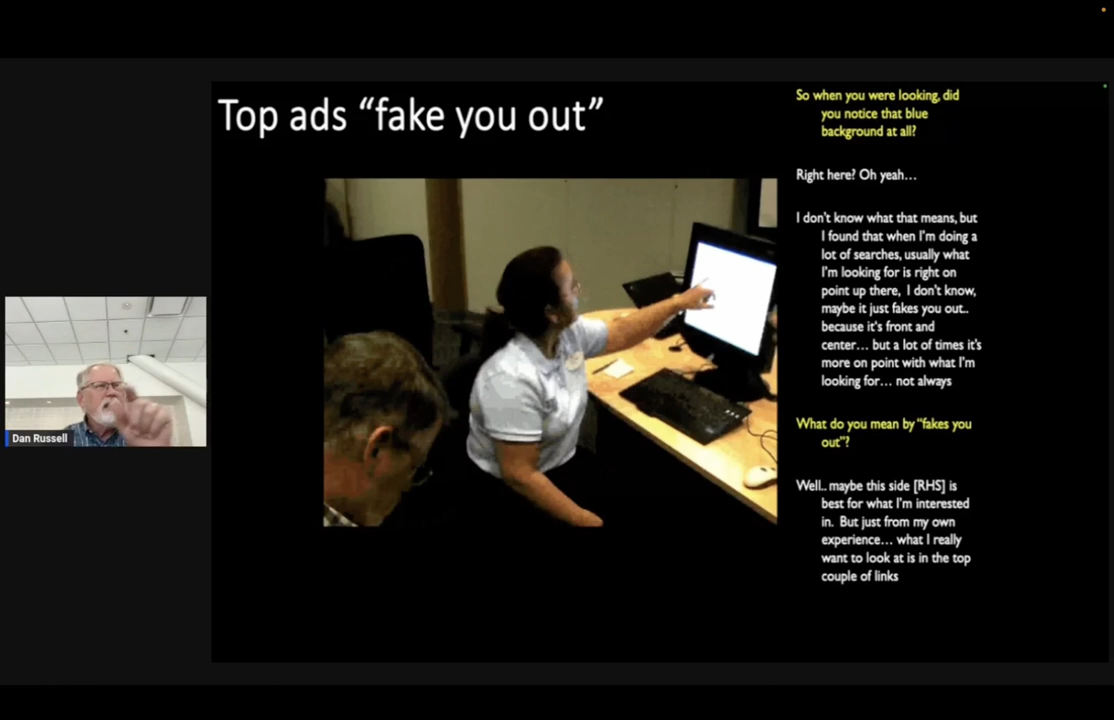 Top ads “fake you out”
So when you were looking, did
you notice that blue
background at all?
Right here? Oh yeah…
I don’t know what that means, but
I found that when I’m doing a
lot of searches, usually what
I’m looking for is right on
point up there, I don’t know,
maybe it just fakes you out..
because it’s front and
center… but a lot of times it’s
more on point with what I’m
looking for… not always
What do you mean by “fakes you
out”?
Well.. maybe this side [RHS] is
best for what I’m interested
in. But just from my own
experience… what I really
want to look at is in the top
couple of links
Dan Russell